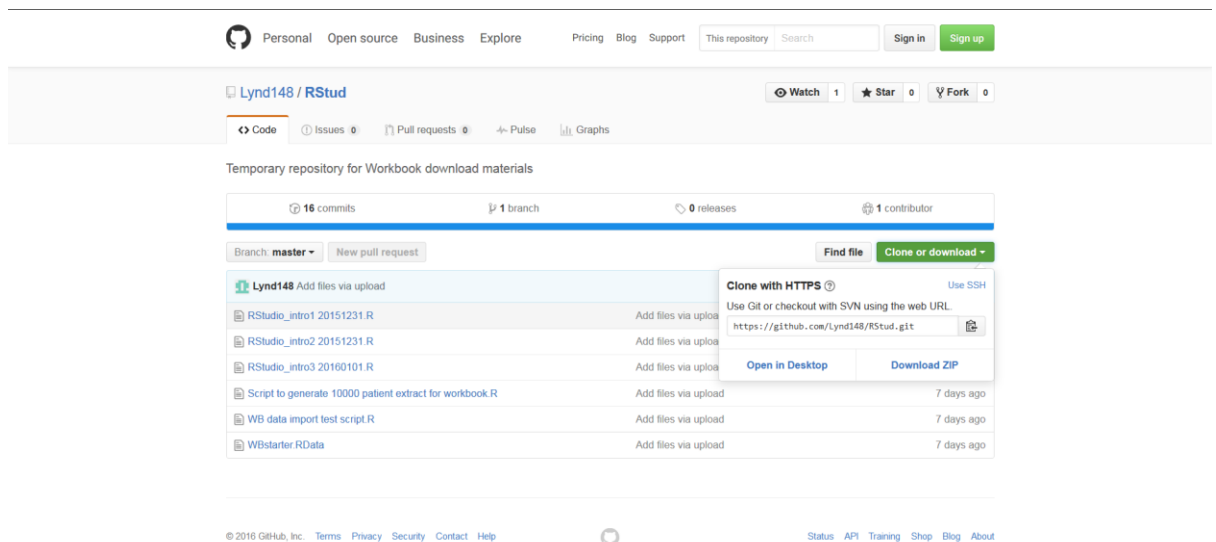 Personal Open source Business Explore Pricing Blog Support This repository Search Sign in Sign up
Lynd148 / RStud Watch 1 Star 0 Fork 0
Code Issues 0 Pull requests 0 Pulse Graphs
Temporary repository for Workbook download materials
16 commits 1 branch 0 releases 1 contributor
Branch: master New pull request Find file Clone or download
Lynd148 Add files via upload
Clone with HTTPS Use SSH
Use Git or checkout with SVN using the web URL.
https://github.com/Lynd148/RStud.git
Open in Desktop Download ZIP
RStudio_intro1 20151231.R Add files via uploa
RStudio_intro2 20151231.R Add files via uploa
RStudio_intro3 20160101.R Add files via uploa
Script to generate 10000 patient extract for workbook.R Add files via upload 7 days ago
WB data import test script.R Add files via upload 7 days ago
WBstarter.RData Add files via upload 7 days ago
© 2016 GitHub, Inc. Terms Privacy Security Contact Help Status API Training Shop Blog About